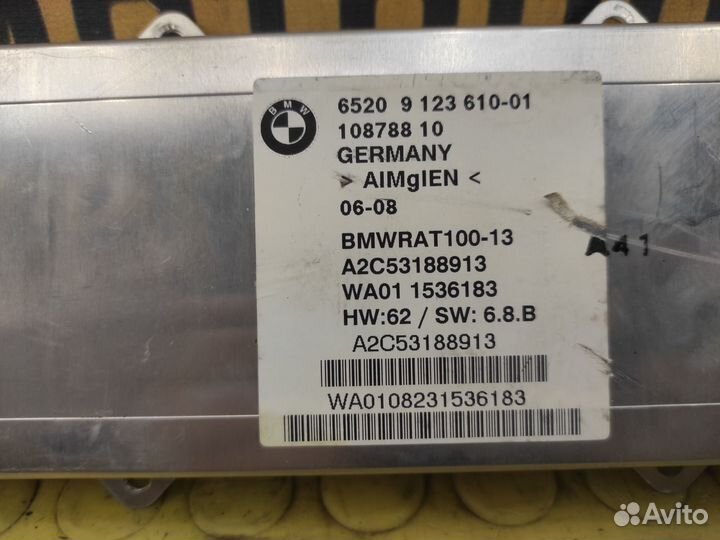 BMW
6520 9 123 610-01
108788 10
GERMANY
> AlMgIEN <
06-08
BMWRAT100-13
A2C53188913
WA01 1536183
HW:62 / SW: 6.8.B
A2C53188913
WA0108231536183
A41
Avito